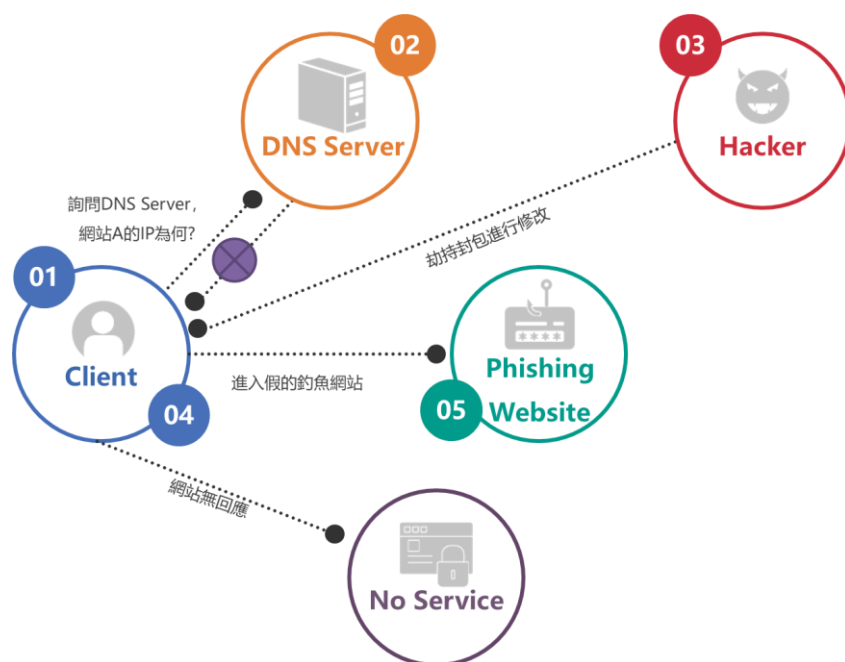 02
DNS Server
03
Hacker
詢問DNS Server,
網站A的IP為何?
劫持封包進行修改
01
Client
04
進入假的釣魚網站
****
Phishing
Website
05
網站無回應
No Service